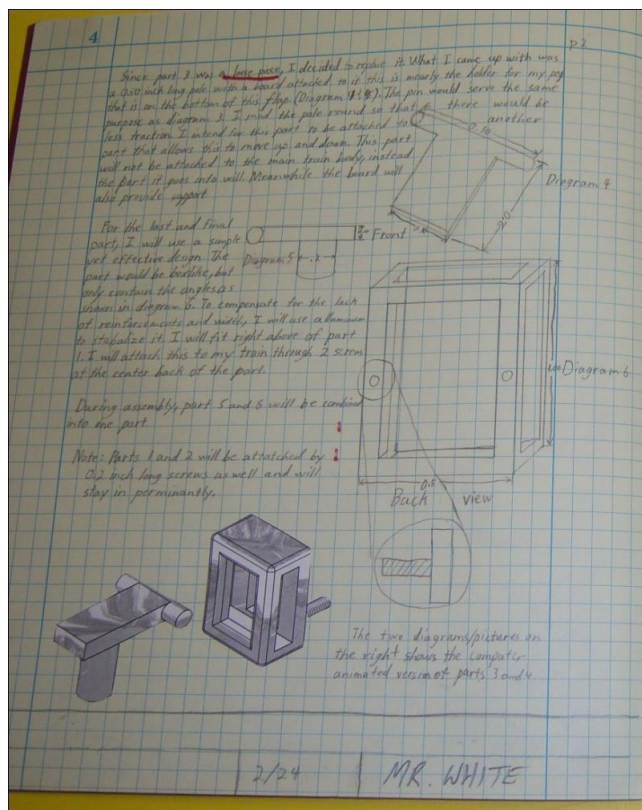 4
p 2
Since part 3 was a large piece, I decided to replace it. What I came up with was
a 0.50 inch long pole with a board attached to it this is mearly the holder for my peg
that is on the bottom of this flap. (Diagram 4 & 5). The pin would serve the same
purpose as diagram 3. I made the pole round so that there would be
less traction. I intend for this part to be attached to another
part that allows this to move up and down. This part
will not be attached to the main train body, instead
the part it goes into will. Meanwhile the board will
also provide support.
0.50
Diagram 4
For the last and final
part, I will use a simple
yet effective design. The
part would be boxlike, but
only contain the angles as
shown in diagram 6. To compensate for the lack
of reinforcements and width, I will use aluminum
to stabalize it. I will fit right above of part
1. I will attach this to my train through 2 screws
at the center back of the part.
Front
Diagram 5
Diagram 6
During assembly, part 5 and 6 will be combined
into one part
Note: Parts 1 and 2 will be attatched by
0.2 inch long screws as well and will
stay in perminantly.
0.5
Back view
The two diagrams/pictures on
the right shows the computer
animated version of parts 3 and 4.
2/24
MR. WHITE